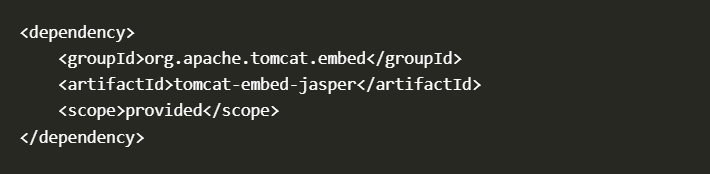 <dependency>
    <groupId>org.apache.tomcat.embed</groupId>
    <artifactId>tomcat-embed-jasper</artifactId>
    <scope>provided</scope>
</dependency>